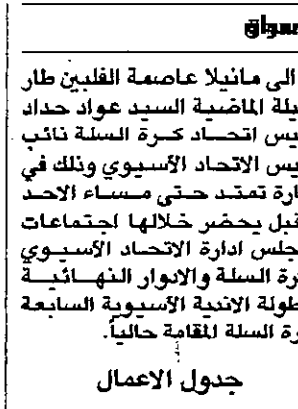 سواق
الى مانيلا عاصمة الفلبين طار
يلة الماضية السيد عواد حداد
يس اتحاد كرة السلة نائب
يس الاتحاد الآسيوي وذلك في
ارة تمتد حتى مساء الاحد
قبل يحضر خلالها اجتماعات
جلس ادارة الاتحاد الآسيوي
رة السلة والادوار النهائية
طولة الاندية الآسيوية السابعة
رة السلة المقامة حالياً.
جدول الاعمال